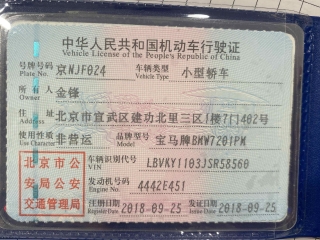 中华人民共和国机动车行驶证
Vehicle License of the People's Republic of China
号牌号码 京NJF024 车辆类型 小型轿车
Plate No. Vehicle Type
所有人 金锋
Owner
住址 北京市宣武区建功北里三区1楼7门402号
Address
使用性质 非营运 品牌型号 宝马牌BMW7201PM
Use Character Model
北京市公 车辆识别代号 LBVKY1103JSR58560
VIN
安局公安 发动机号码 4442E451
Engine No.
交通管理局 注册日期 2018-09-25 发证日期 2018-09-25
Register Date Issue Date